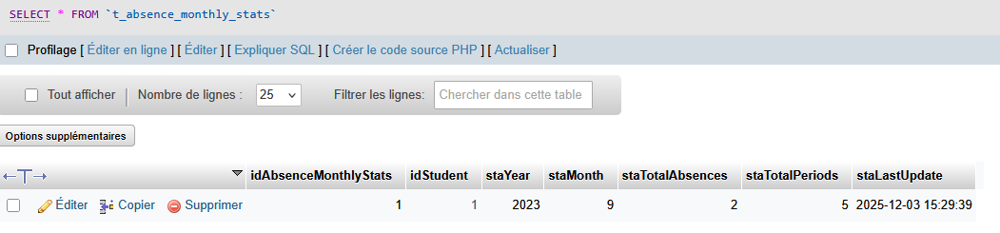 SELECT * FROM `t_absence_monthly_stats`
Profilage [ Éditer en ligne ] [ Éditer ] [ Expliquer SQL ] [ Créer le code source PHP ] [ Actualiser ]
Tout afficher Nombre de lignes : 25 Filtrer les lignes: Chercher dans cette table
Options supplémentaires
←T→ idAbsenceMonthlyStats idStudent staYear staMonth staTotalAbsences staTotalPeriods staLastUpdate
Éditer Copier Supprimer 1 1 2023 9 2 5 2025-12-03 15:29:39